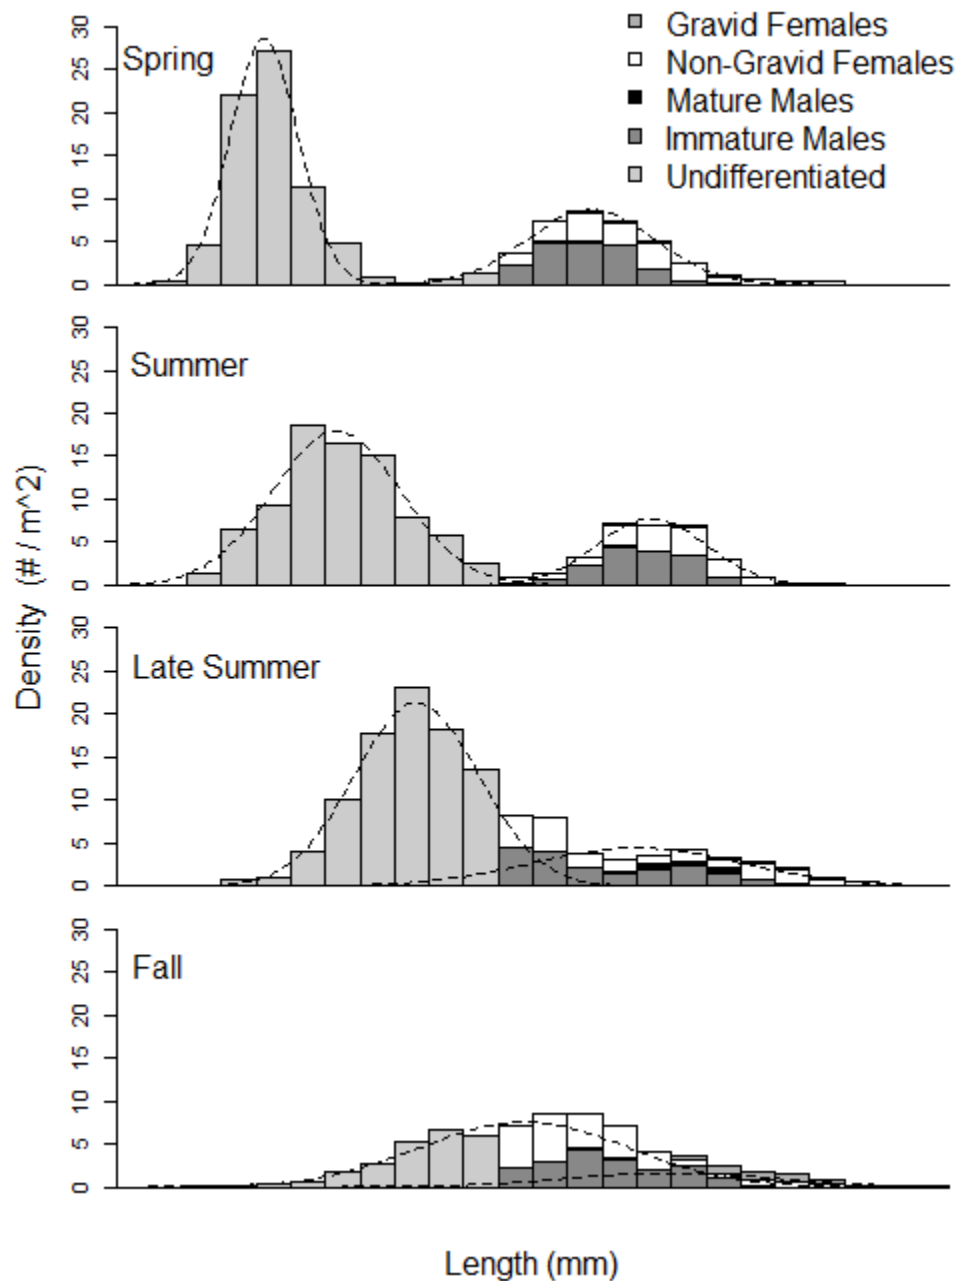 Spring
Gravid Females
Non-Gravid Females
Mature Males
Immature Males
Undifferentiated
0 5 10 15 20 25 30
Summer
0 5 10 15 20 25 30
Late Summer
0 5 10 15 20 25 30
Fall
0 5 10 15 20 25 30
Density (# / m^2)
Length (mm)